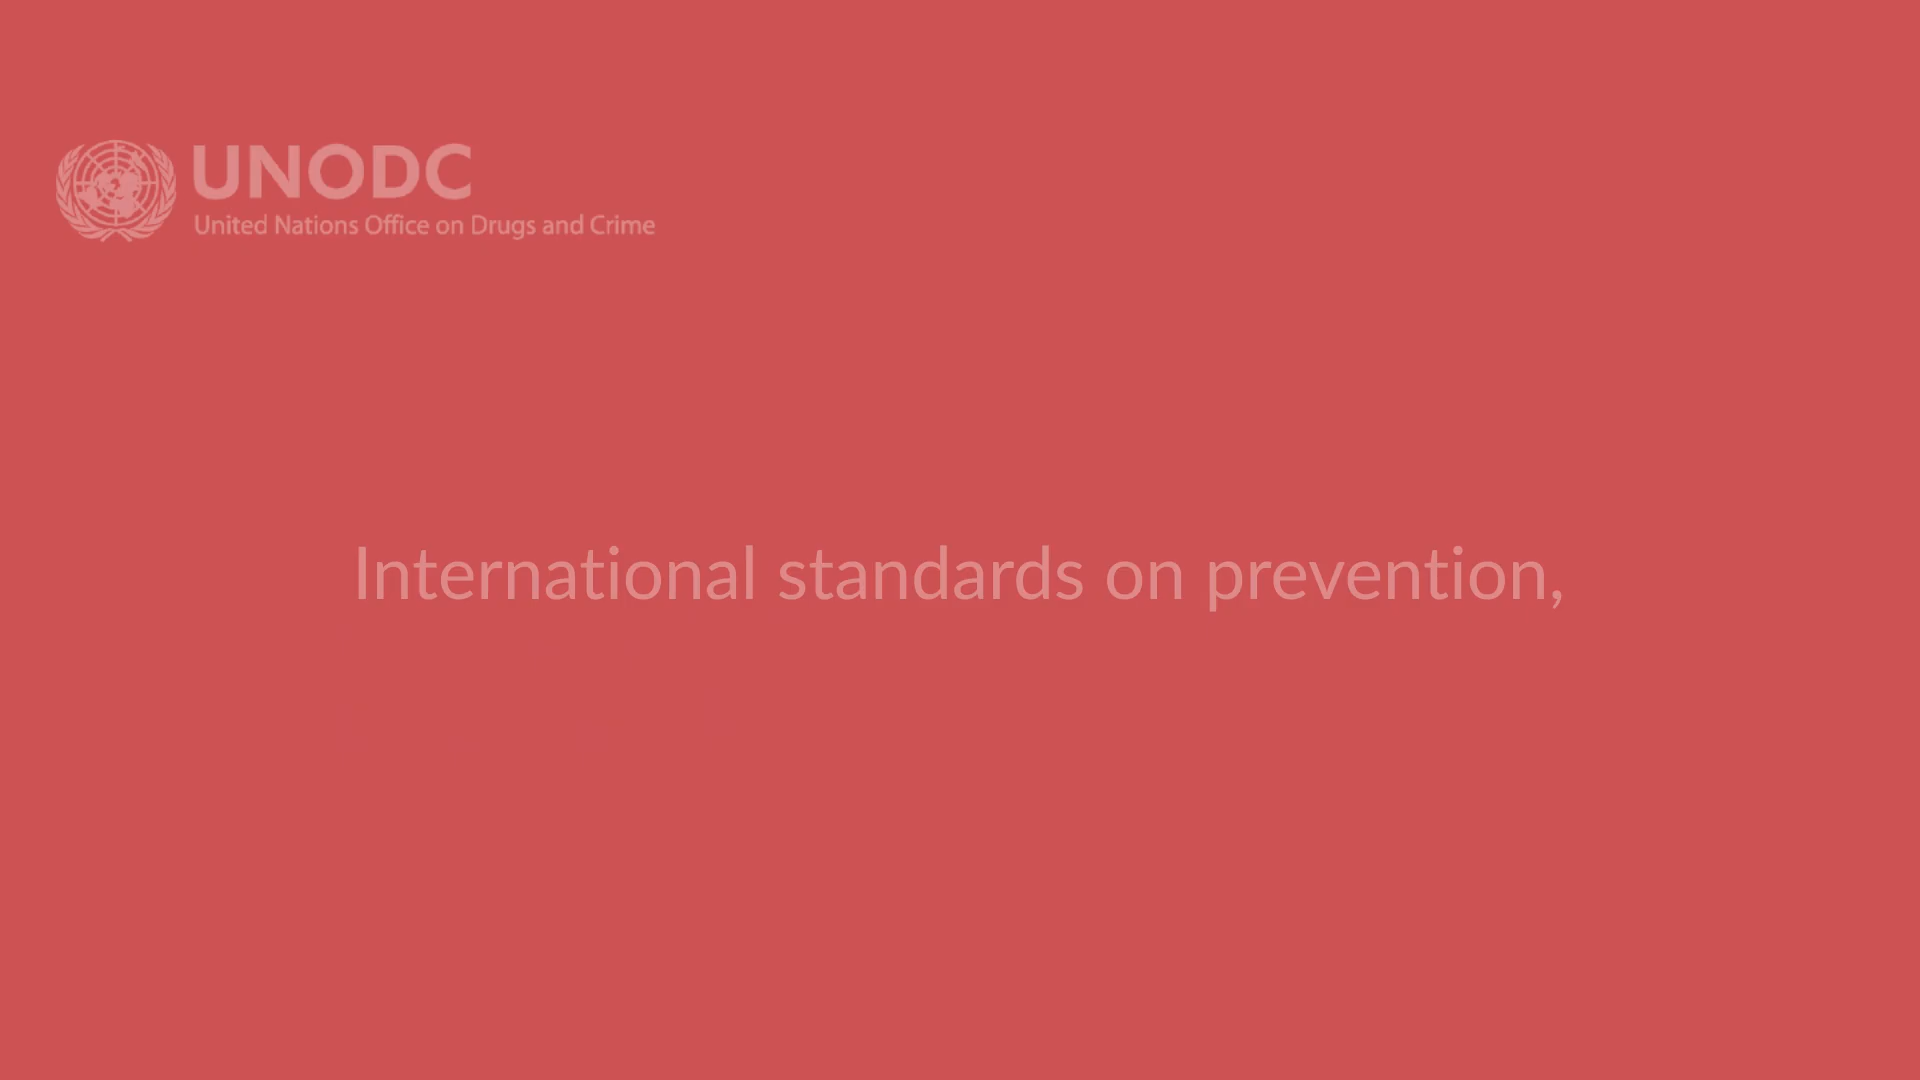 UNODC
United Nations Office on Drugs and Crime
International standards on prevention,